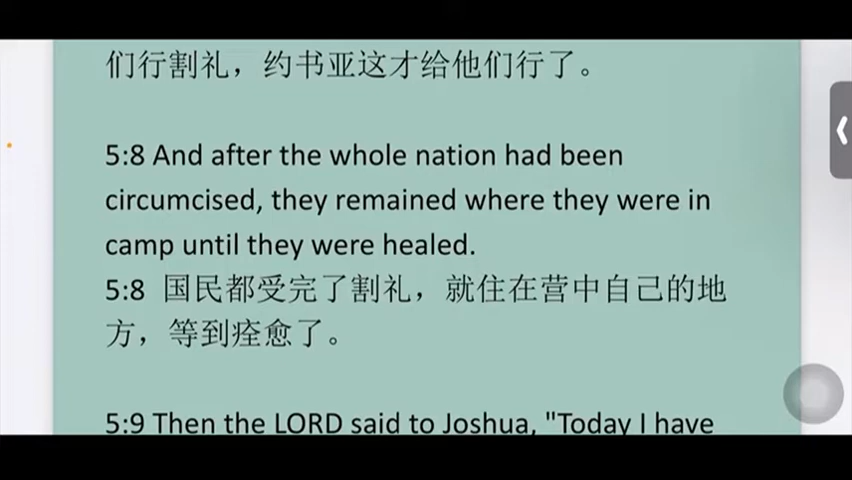 们行割礼，约书亚这才给他们行了。
5:8 And after the whole nation had been
circumcised, they remained where they were in
camp until they were healed.
5:8 国民都受完了割礼，就住在营中自己的地
方，等到痊愈了。
5:9 Then the LORD said to Joshua, "Today I have